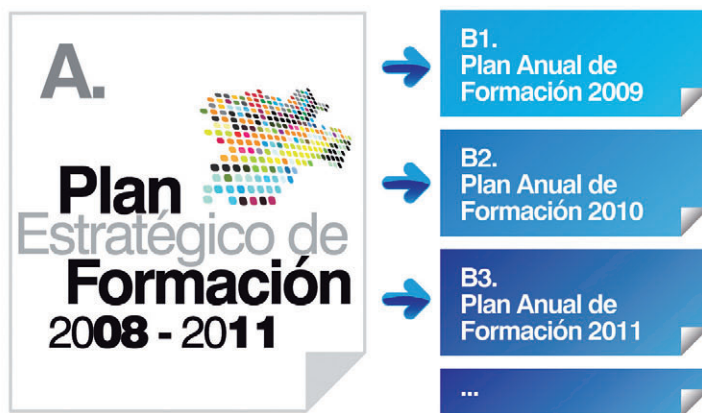 A.
Plan
Estratégico de
Formación
2008 - 2011
B1.
Plan Anual de
Formación 2009
B2.
Plan Anual de
Formación 2010
B3.
Plan Anual de
Formación 2011
...